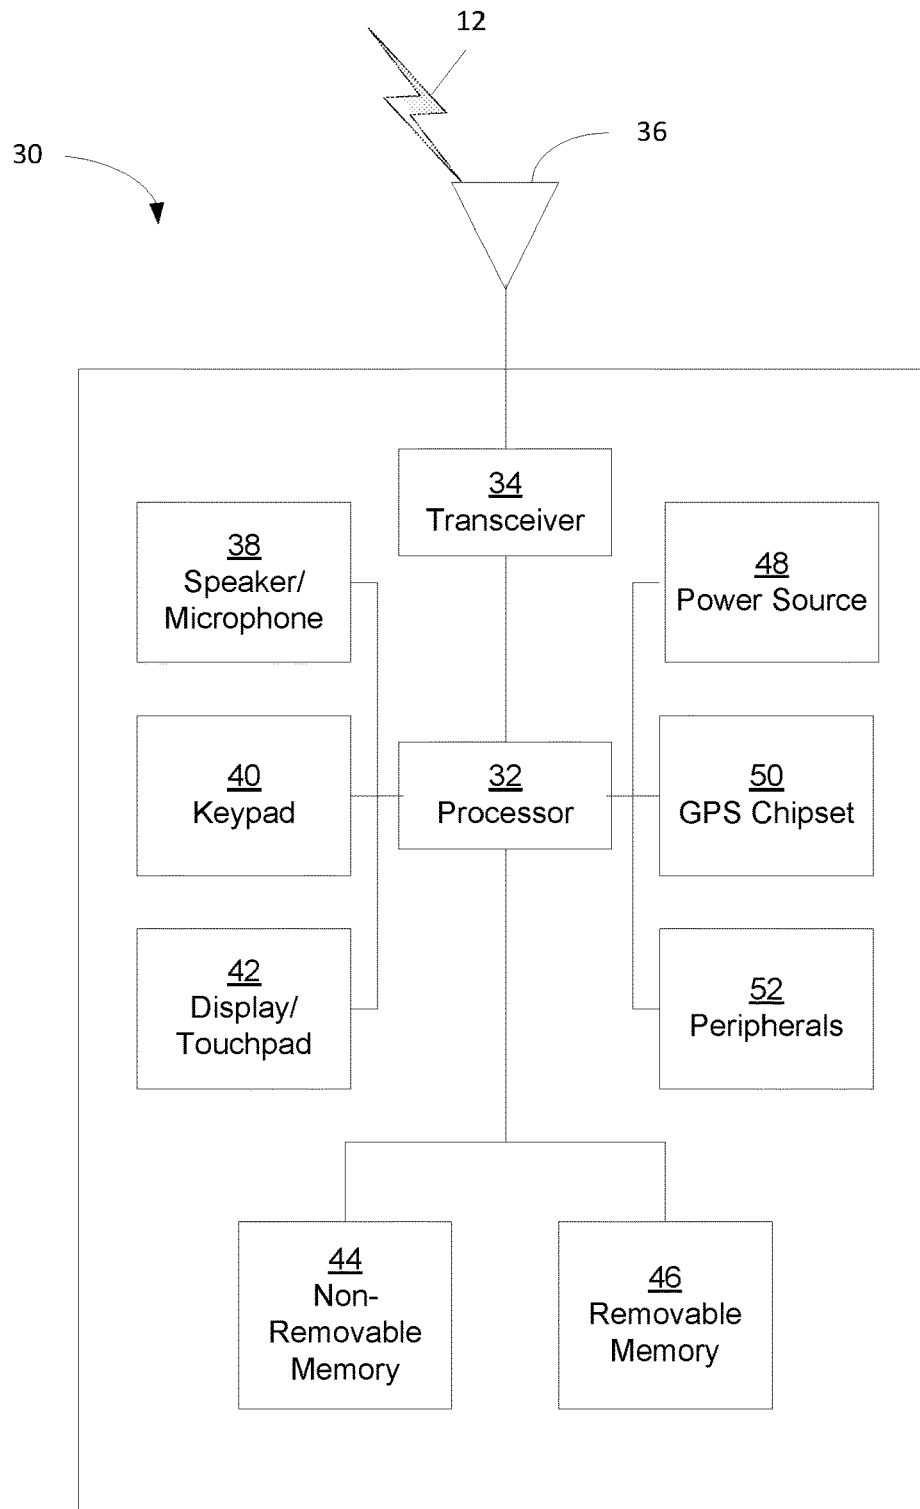 12
36
30
34
Transceiver
38
Speaker/
Microphone
48
Power Source
40
Keypad
32
Processor
50
GPS Chipset
42
Display/
Touchpad
52
Peripherals
44
Non-
Removable
Memory
46
Removable
Memory